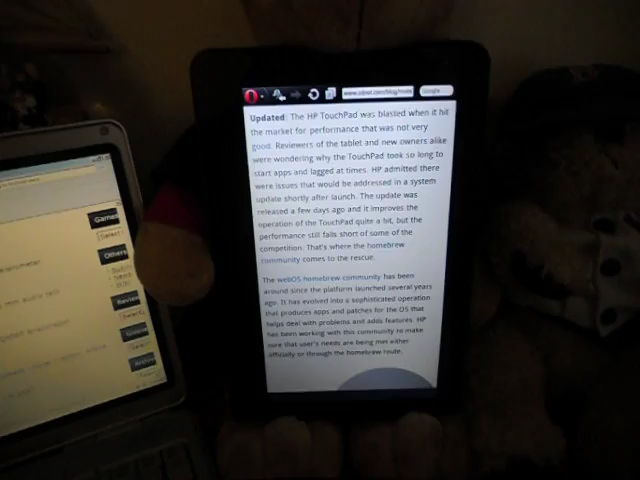 www.zdnet.com/blog/mobile
Google
Updated: The HP TouchPad was blasted when it hit
the market for performance that was not very
good. Reviewers of the tablet and new owners alike
were wondering why the TouchPad took so long to
start apps and lagged at times. HP admitted there
were issues that would be addressed in a system
update shortly after launch. The update was
released a few days ago and it improves the
operation of the TouchPad quite a bit, but the
performance still falls short of some of the
competition. That's where the homebrew
community comes to the rescue.
The webOS homebrew community has been
around since the platform launched several years
ago. It has evolved into a sophisticated operation
that produces apps and patches for the OS that
helps deal with problems and adds features. HP
has been working with this community to make
sure that user's needs are being met either
officially or through the homebrew route.
Games
Select
Others
Review